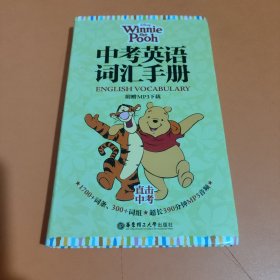 Disney
Winnie
the
Pooh
中考英语
词汇手册
ENGLISH VOCABULARY
附赠MP3下载
直击
中考
1700+词条、300+词组★超长390分钟MP3音频
华东理工大学出版社